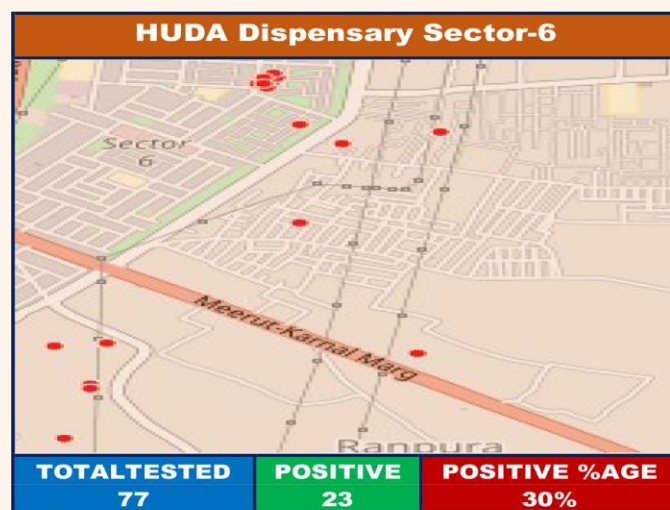 HUDA Dispensary Sector-6
Sector
6
Meerut-Karnal Marg
Ranpura
TOTALTESTED
77
POSITIVE
23
POSITIVE %AGE
30%